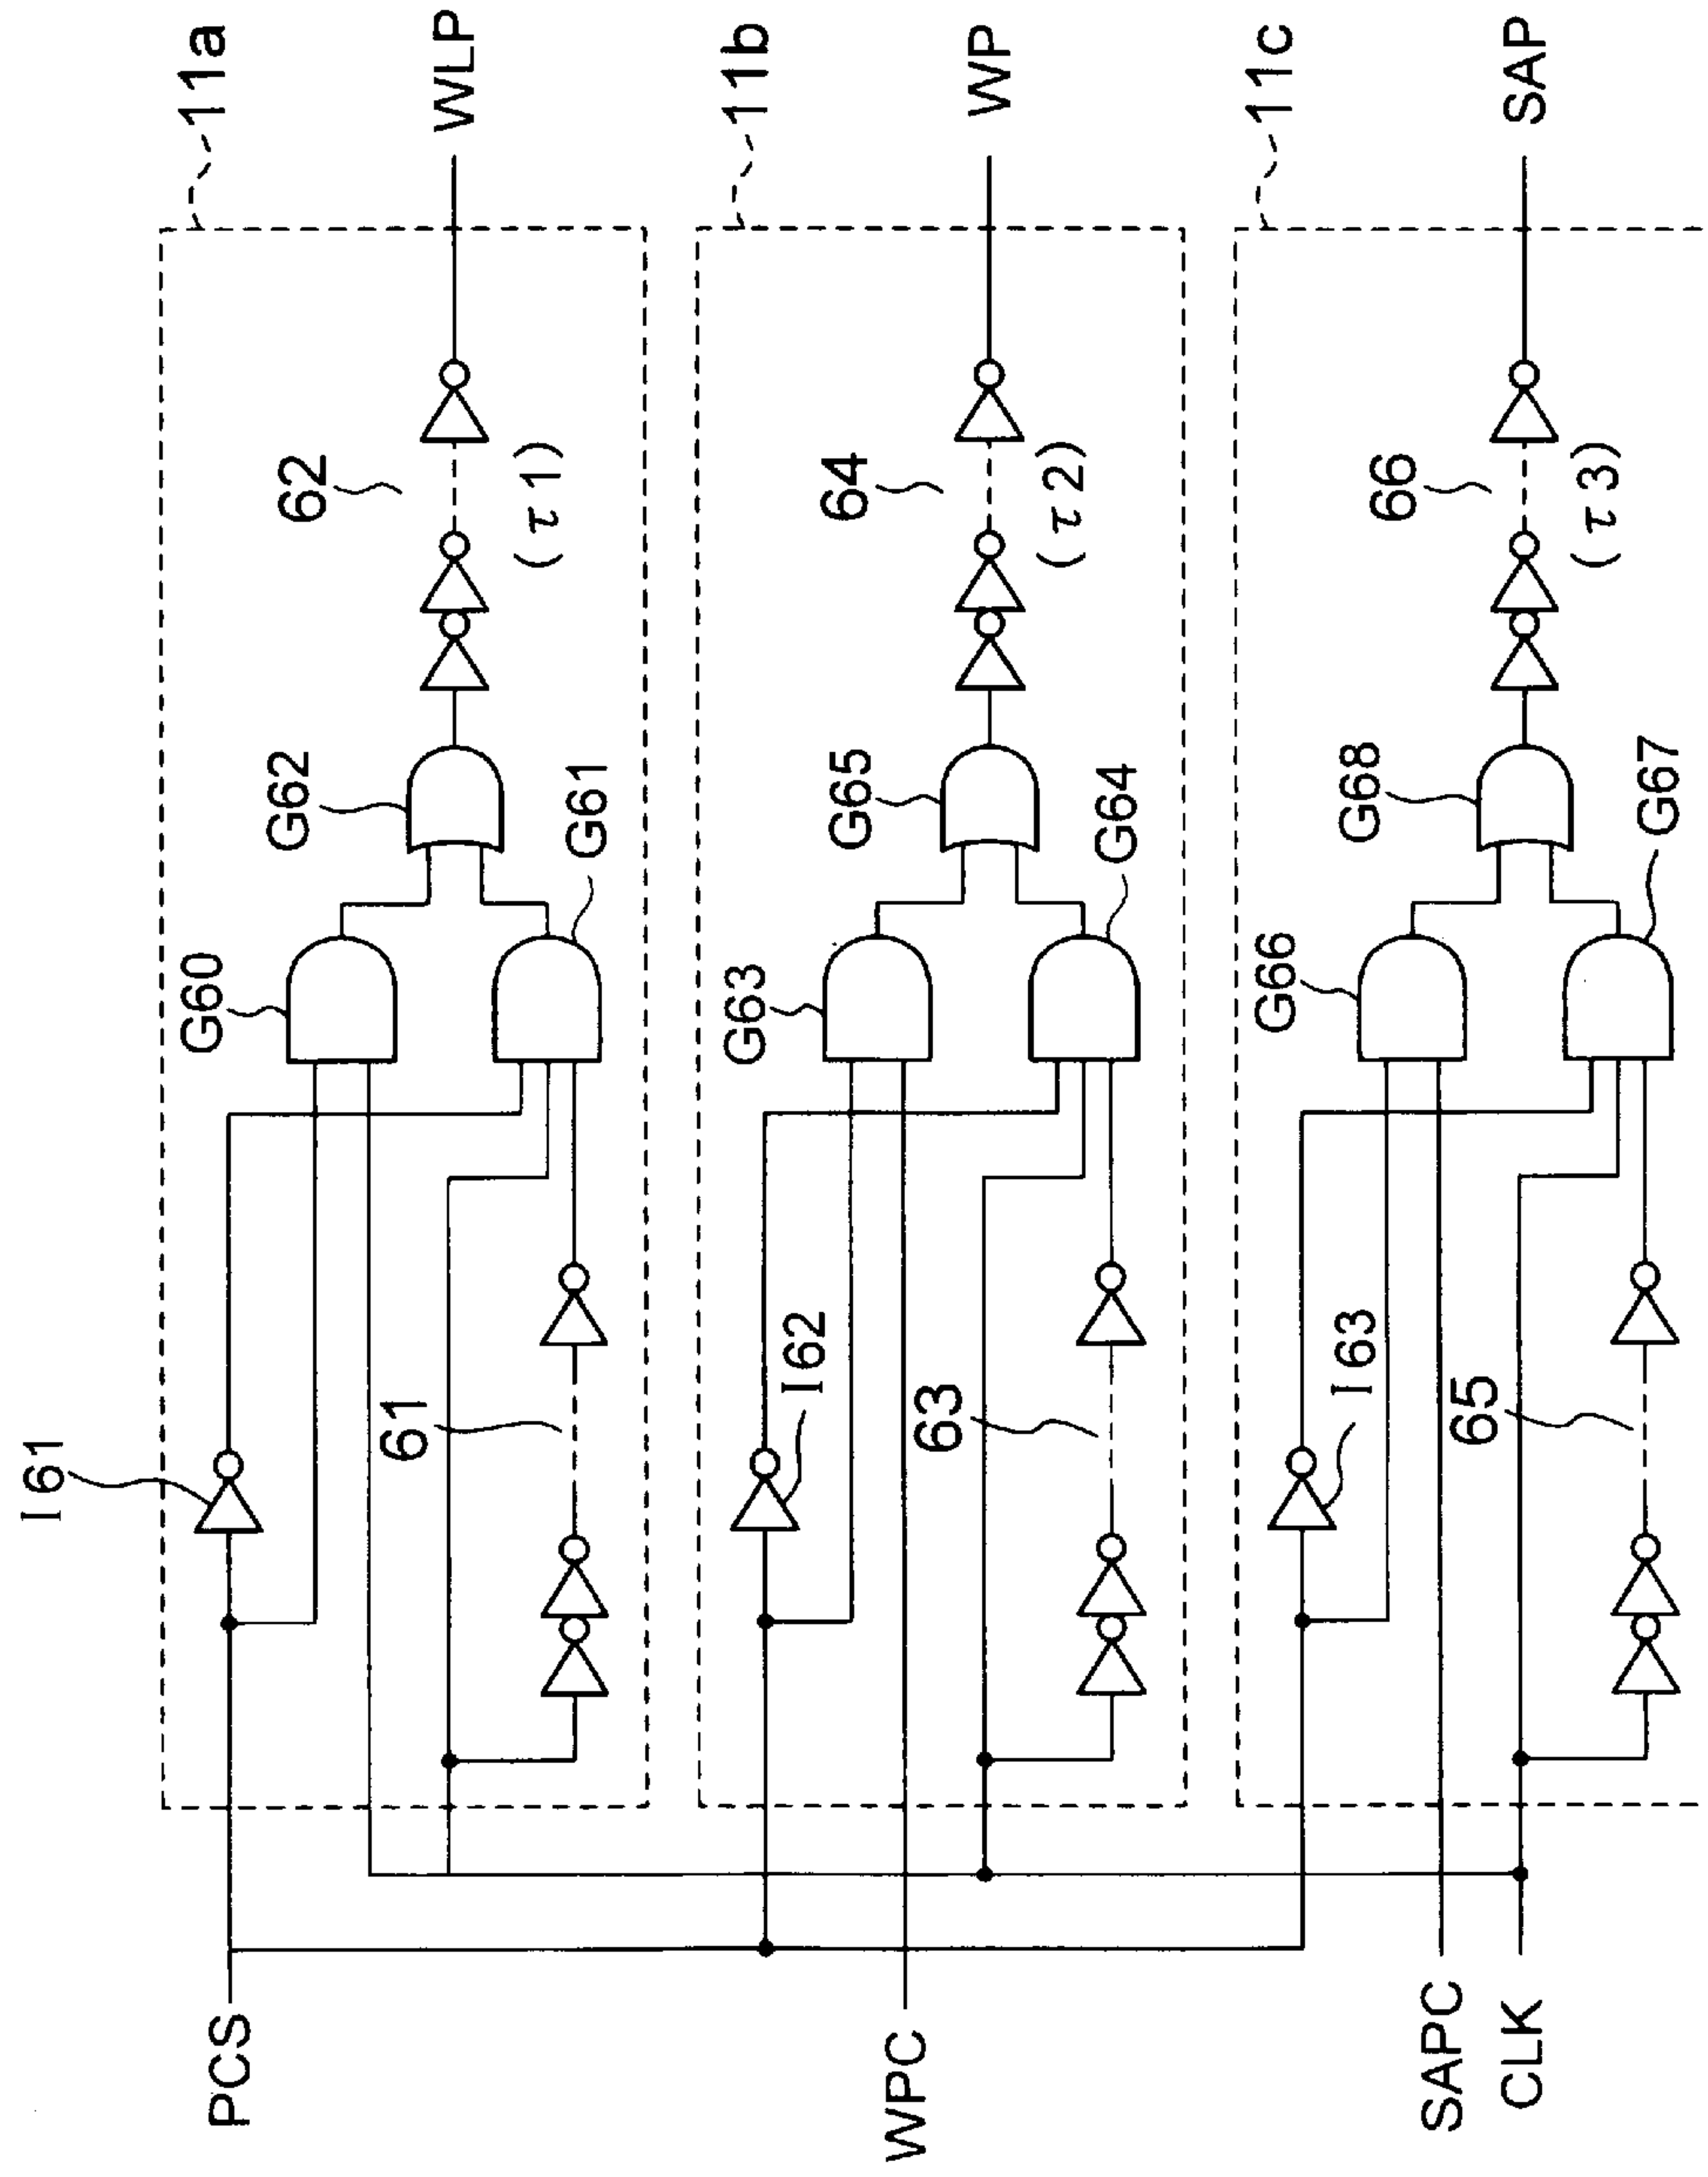 PCS
WPC
SAPC
CLK
I61
61
G60
G61
G62
62
(τ1)
11a
WLP
I62
63
G63
G64
G65
64
(τ2)
11b
WP
I63
65
G66
G67
G68
66
(τ3)
11c
SAP